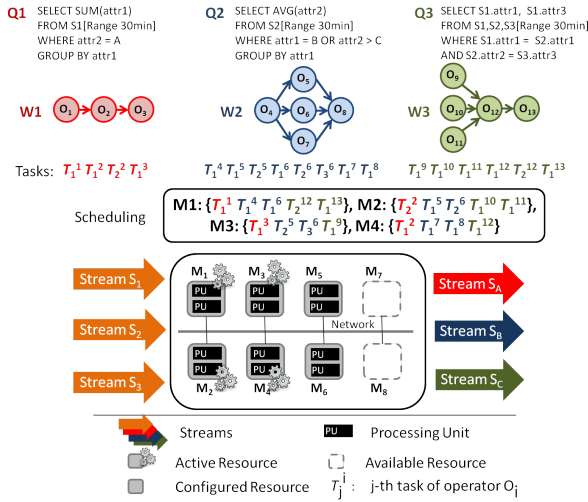 Q1 SELECT SUM(attr1)
FROM S1[Range 30min]
WHERE attr2 = A
GROUP BY attr1
Q2 SELECT AVG(attr2)
FROM S2[Range 30min]
WHERE attr1 = B OR attr2 > C
GROUP BY attr1
Q3 SELECT S1.attr1, S1.attr3
FROM S1,S2,S3[Range 30min]
WHERE S1.attr1 = S2.attr1
AND S2.attr2 = S3.attr3
W1 O1 O2 O3
W2 O4 O5 O6 O7 O8
W3 O9 O10 O11 O12 O13
Tasks: T₁¹ T₁² T₂² T₁³
T₁⁴ T₁⁵ T₂⁵ T₁⁶ T₂⁶ T₃⁶ T₁⁷ T₁⁸
T₁⁹ T₁¹⁰ T₁¹¹ T₁¹² T₂¹² T₁¹³
Scheduling
M1: {T₁¹ T₁⁴ T₁⁶ T₂¹² T₁¹³}, M2: {T₂² T₁⁵ T₂⁶ T₁¹⁰ T₁¹¹},
M3: {T₁³ T₂⁵ T₃⁶ T₁⁹}, M4: {T₁² T₁⁷ T₁⁸ T₁¹²}
Stream S1
Stream S2
Stream S3
M1 M3 M5 M7
PU PU PU
PU PU PU
Network
PU PU PU
PU PU PU
M2 M4 M6 M8
Stream SA
Stream SB
Stream SC
Streams
PU Processing Unit
Active Resource
Available Resource
Configured Resource
Tⱼⁱ : j-th task of operator Oi